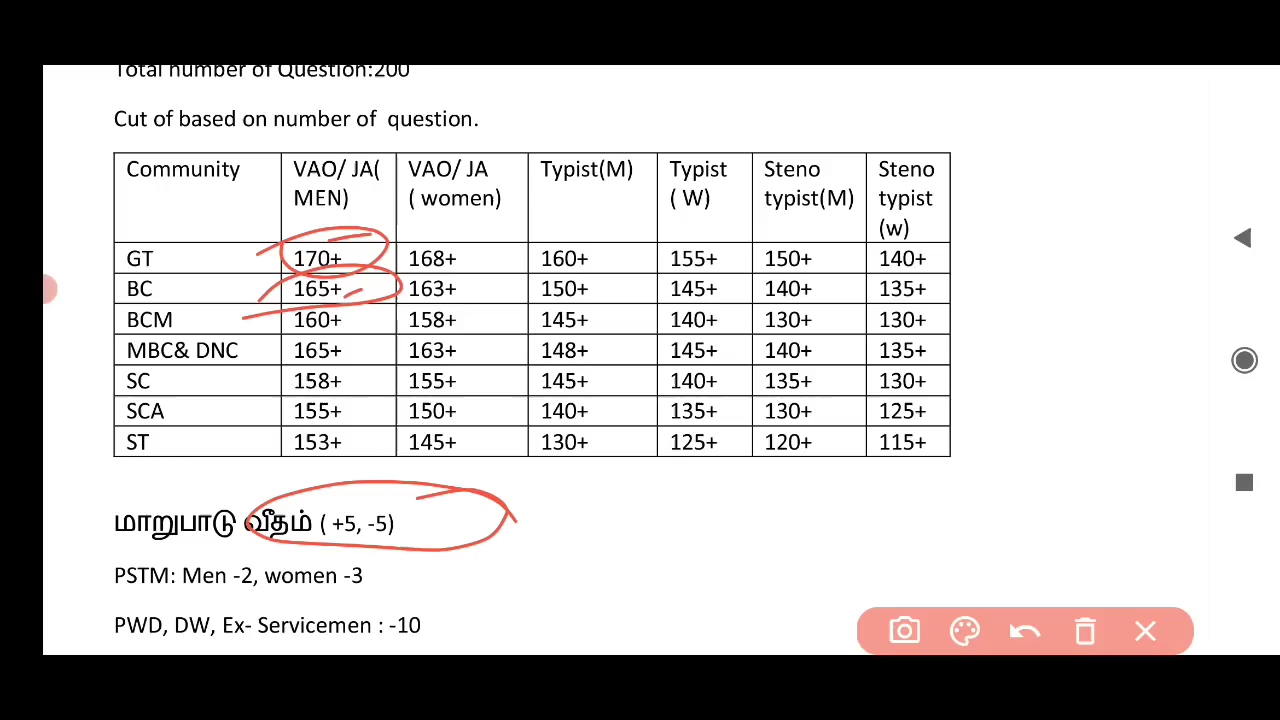 Total number of Question:200
Cut of based on number of question.
Community VAO/ JA( MEN) VAO/ JA ( women) Typist(M) Typist ( W) Steno typist(M) Steno typist (w)
GT 170+ 168+ 160+ 155+ 150+ 140+
BC 165+ 163+ 150+ 145+ 140+ 135+
BCM 160+ 158+ 145+ 140+ 130+ 130+
MBC& DNC 165+ 163+ 148+ 145+ 140+ 135+
SC 158+ 155+ 145+ 140+ 135+ 130+
SCA 155+ 150+ 140+ 135+ 130+ 125+
ST 153+ 145+ 130+ 125+ 120+ 115+
மாறுபாடு வீதம் ( +5, -5)
PSTM: Men -2, women -3
PWD, DW, Ex- Servicemen : -10